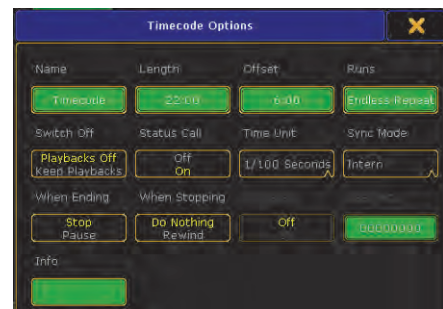 Timecode Options
Name Length Offset Runs
Timecode 22:00 6:00 Endless Repeat
Switch Off Status Call Time Unit Sync Mode
Playbacks Off Off 1/100 Seconds Intern
Keep Playbacks On
When Ending When Stopping
Stop Do Nothing Off 00000000
Pause Rewind
Info